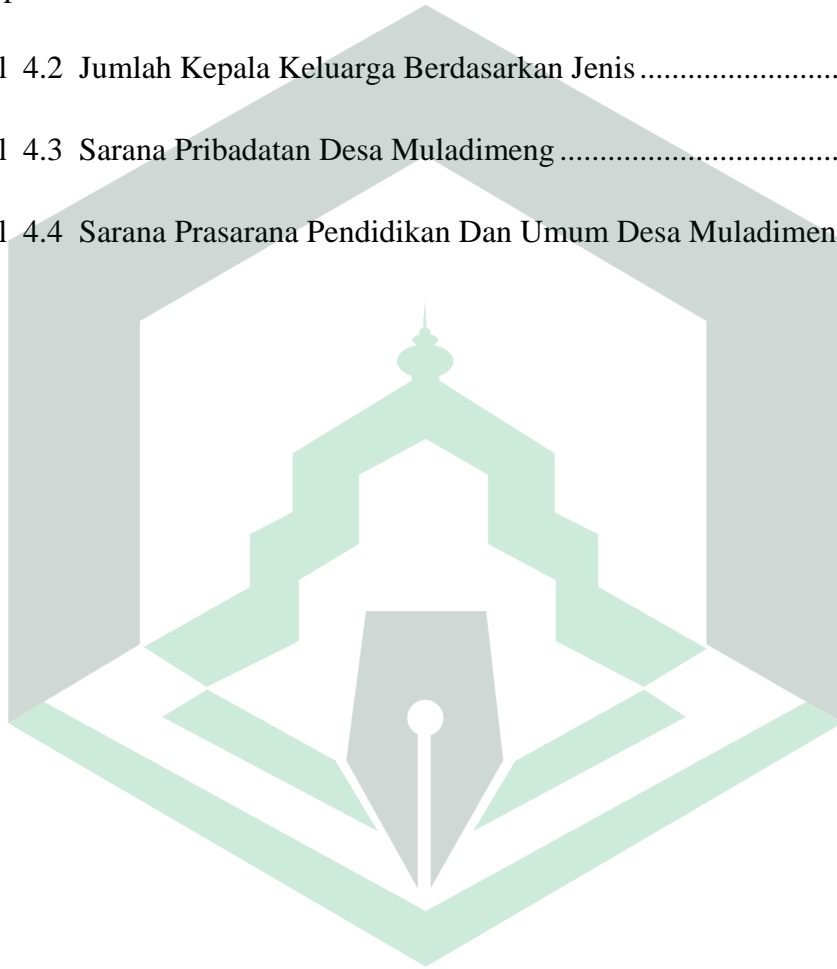 4.2 Jumlah Kepala Keluarga Berdasarkan Jenis
4.3 Sarana Pribadatan Desa Muladimeng
4.4 Sarana Prasarana Pendidikan Dan Umum Desa